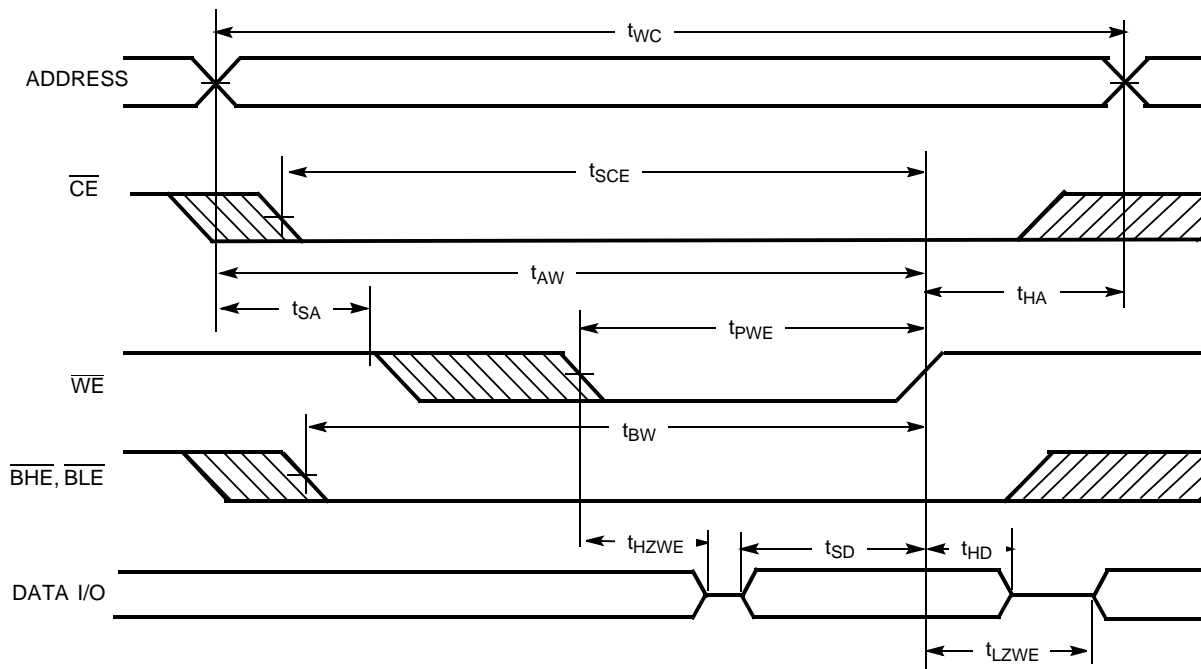 tWC
ADDRESS
tSCE
CE
tAW
tSA
tHA
tPWE
WE
tBW
BHE, BLE
tHZWE
tSD
tHD
DATA I/O
tLZWE